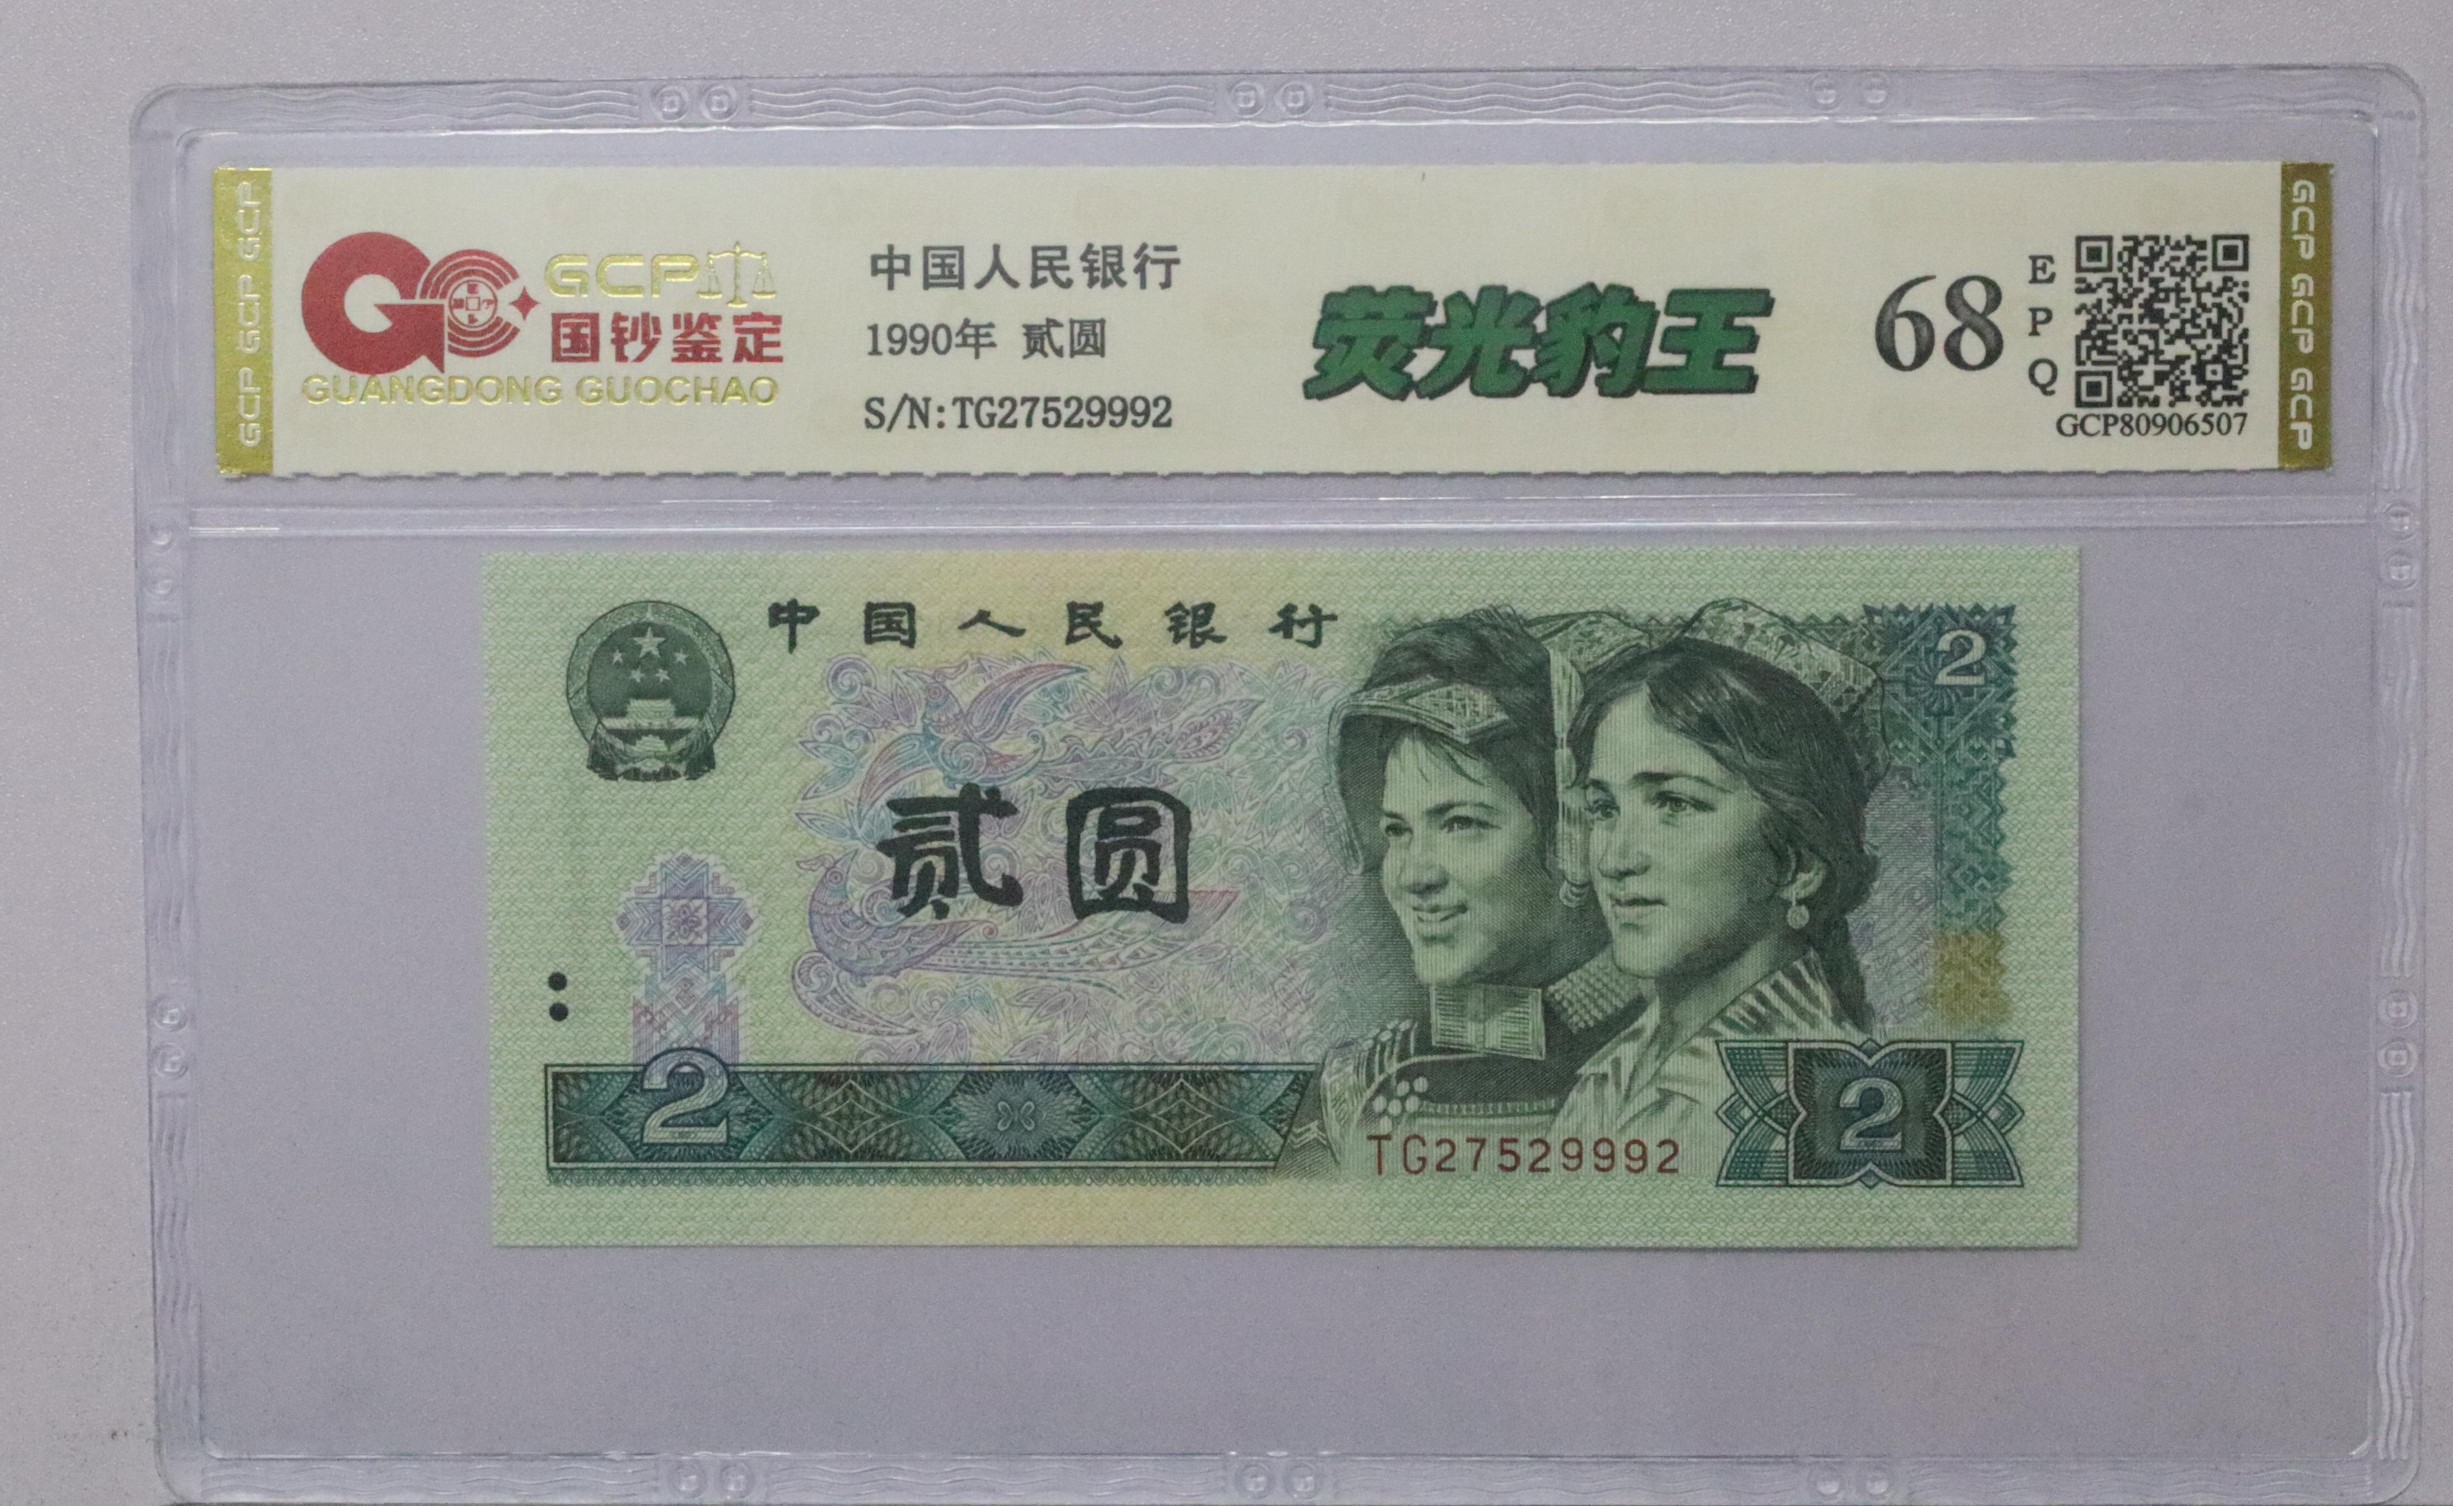 GCP GCP GCP
GCP
国钞鉴定
GUANGDONG GUOCHAO
中国人民银行
1990年 贰圆
S/N:TG27529992
荧光豹王
68
E
P
Q
GCP80906507
GCP GCP GCP GCP
中国人民银行
2
贰圆
2
TG27529992
2